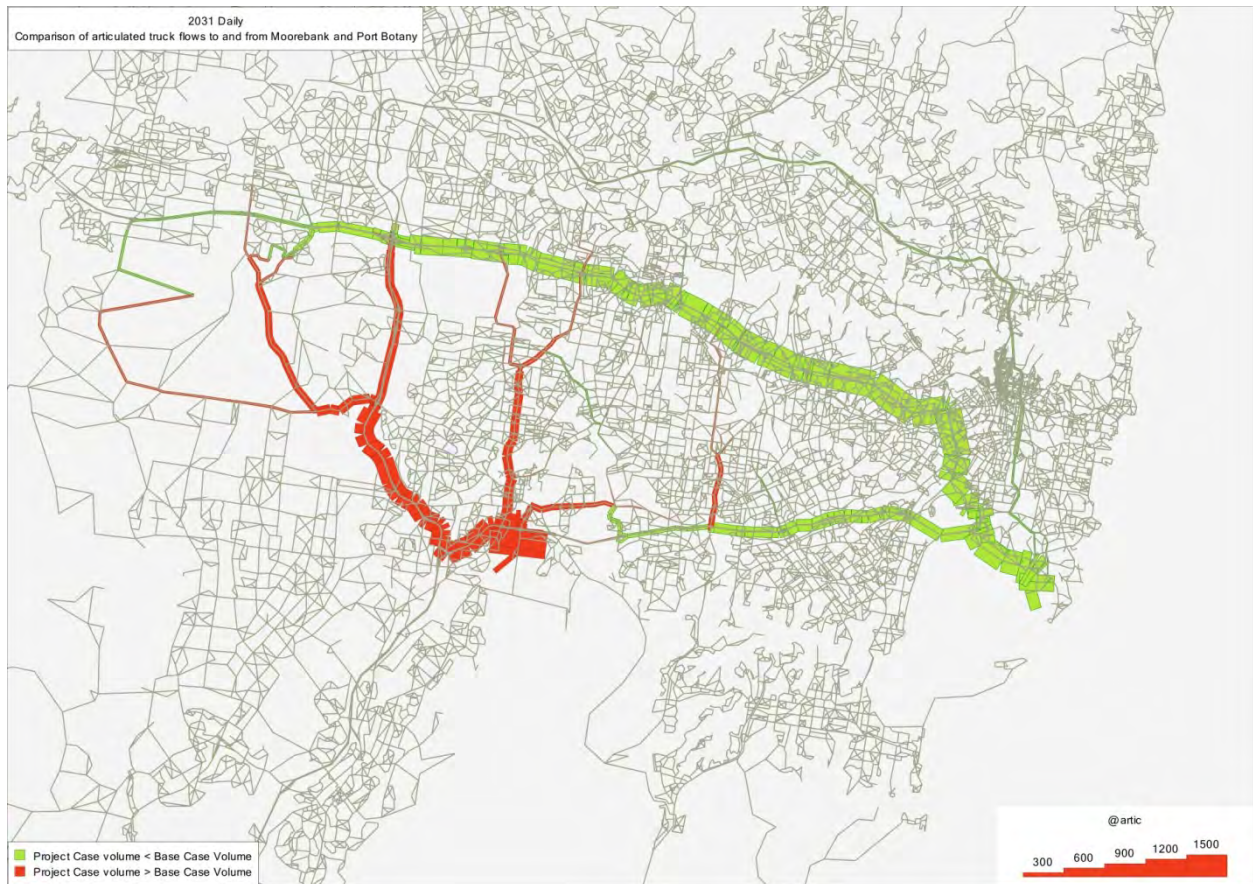 2031 Daily
Comparison of articulated truck flows to and from Moorebank and Port Botany
@artic
300 600 900 1200 1500
Project Case volume < Base Case Volume
Project Case volume > Base Case Volume